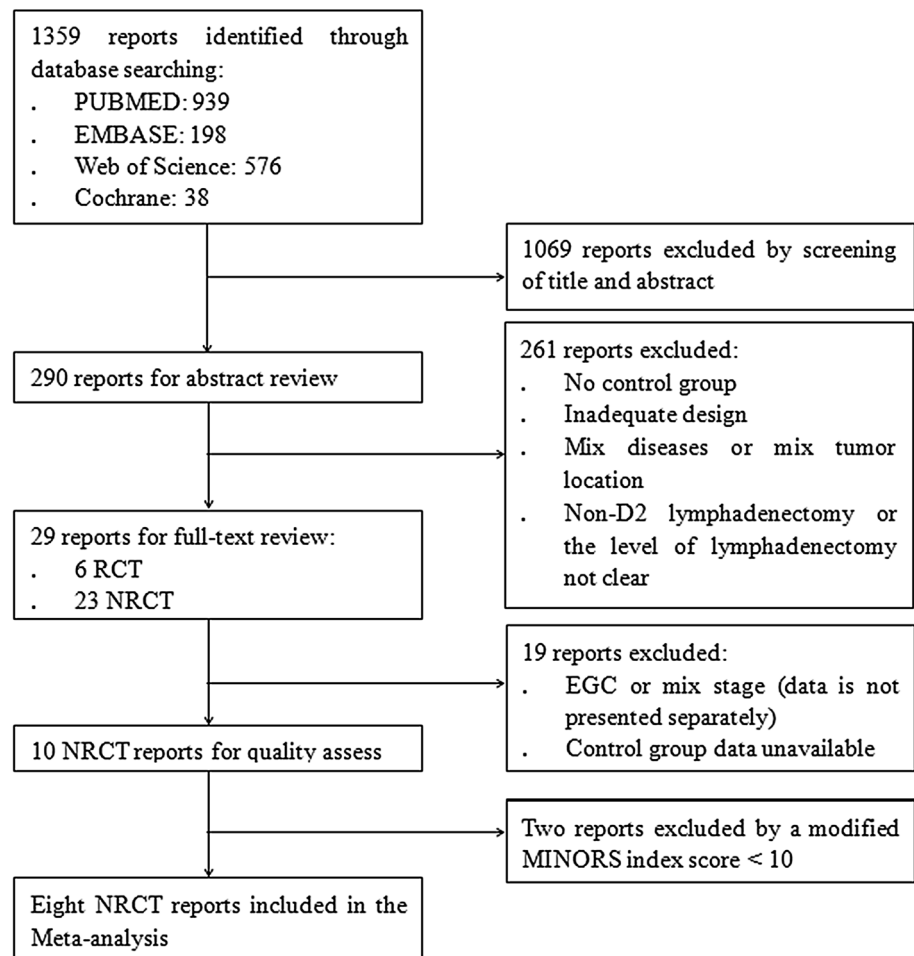 1359 reports identified through
database searching:
. PUBMED: 939
. EMBASE: 198
. Web of Science: 576
. Cochrane: 38
1069 reports excluded by screening
of title and abstract
290 reports for abstract review
261 reports excluded:
. No control group
. Inadequate design
. Mix diseases or mix tumor
location
. Non-D2 lymphadenectomy or
the level of lymphadenectomy
not clear
29 reports for full-text review:
. 6 RCT
. 23 NRCT
19 reports excluded:
. EGC or mix stage (data is not
presented separately)
. Control group data unavailable
10 NRCT reports for quality assess
Two reports excluded by a modified
MINORS index score < 10
Eight NRCT reports included in the
Meta-analysis